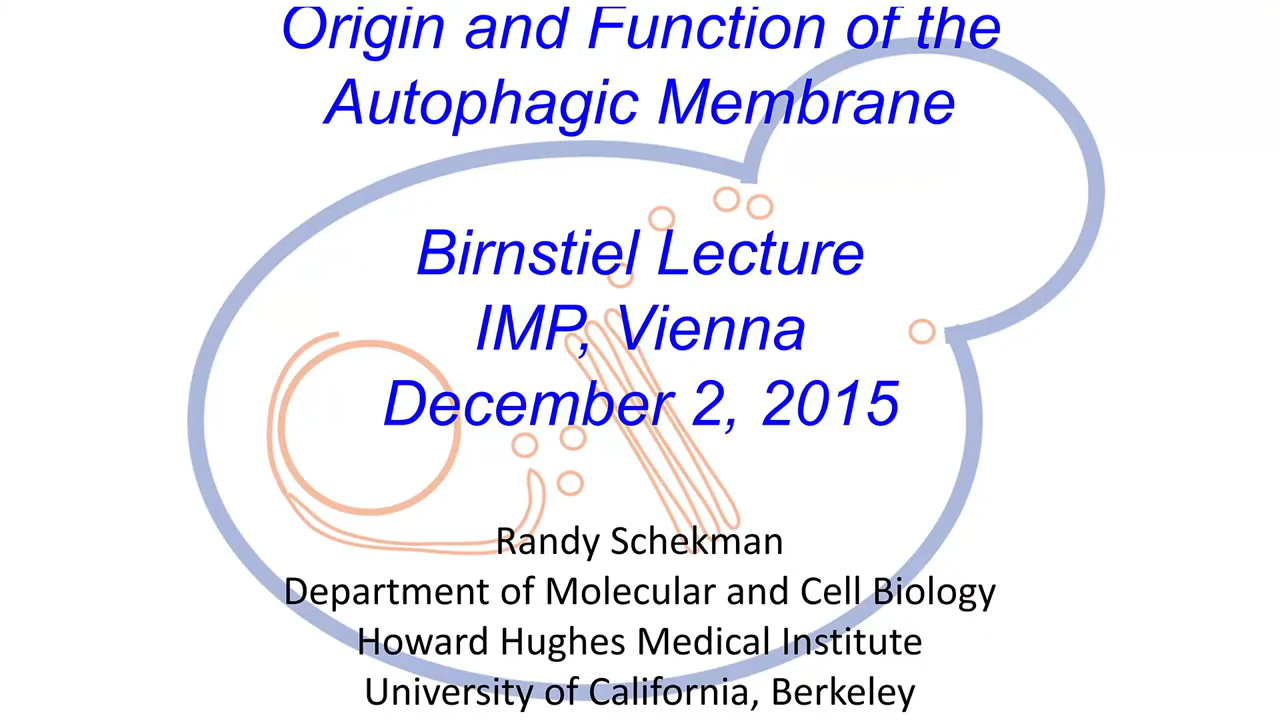 Origin and Function of the
Autophagic Membrane
Birnstiel Lecture
IMP, Vienna
December 2, 2015
Randy Schekman
Department of Molecular and Cell Biology
Howard Hughes Medical Institute
University of California, Berkeley